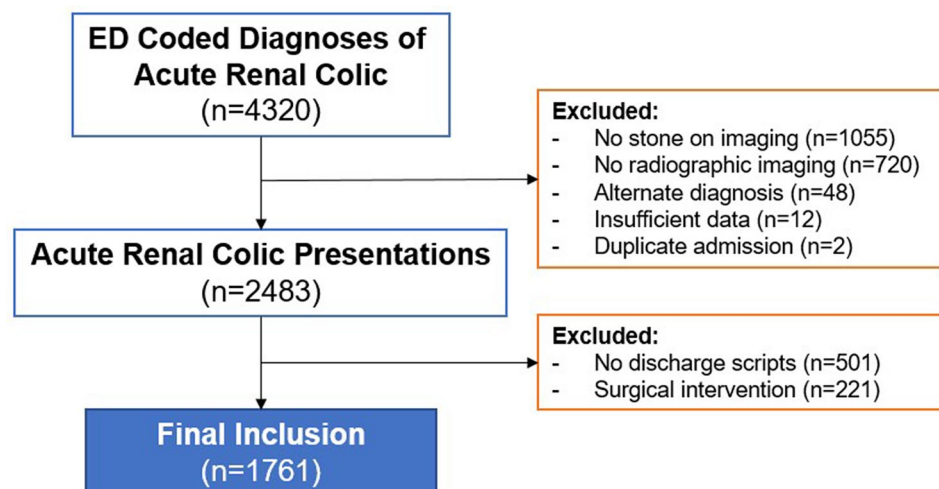 ED Coded Diagnoses of
Acute Renal Colic
(n=4320)
Excluded:
- No stone on imaging (n=1055)
- No radiographic imaging (n=720)
- Alternate diagnosis (n=48)
- Insufficient data (n=12)
- Duplicate admission (n=2)
Acute Renal Colic Presentations
(n=2483)
Excluded:
- No discharge scripts (n=501)
- Surgical intervention (n=221)
Final Inclusion
(n=1761)